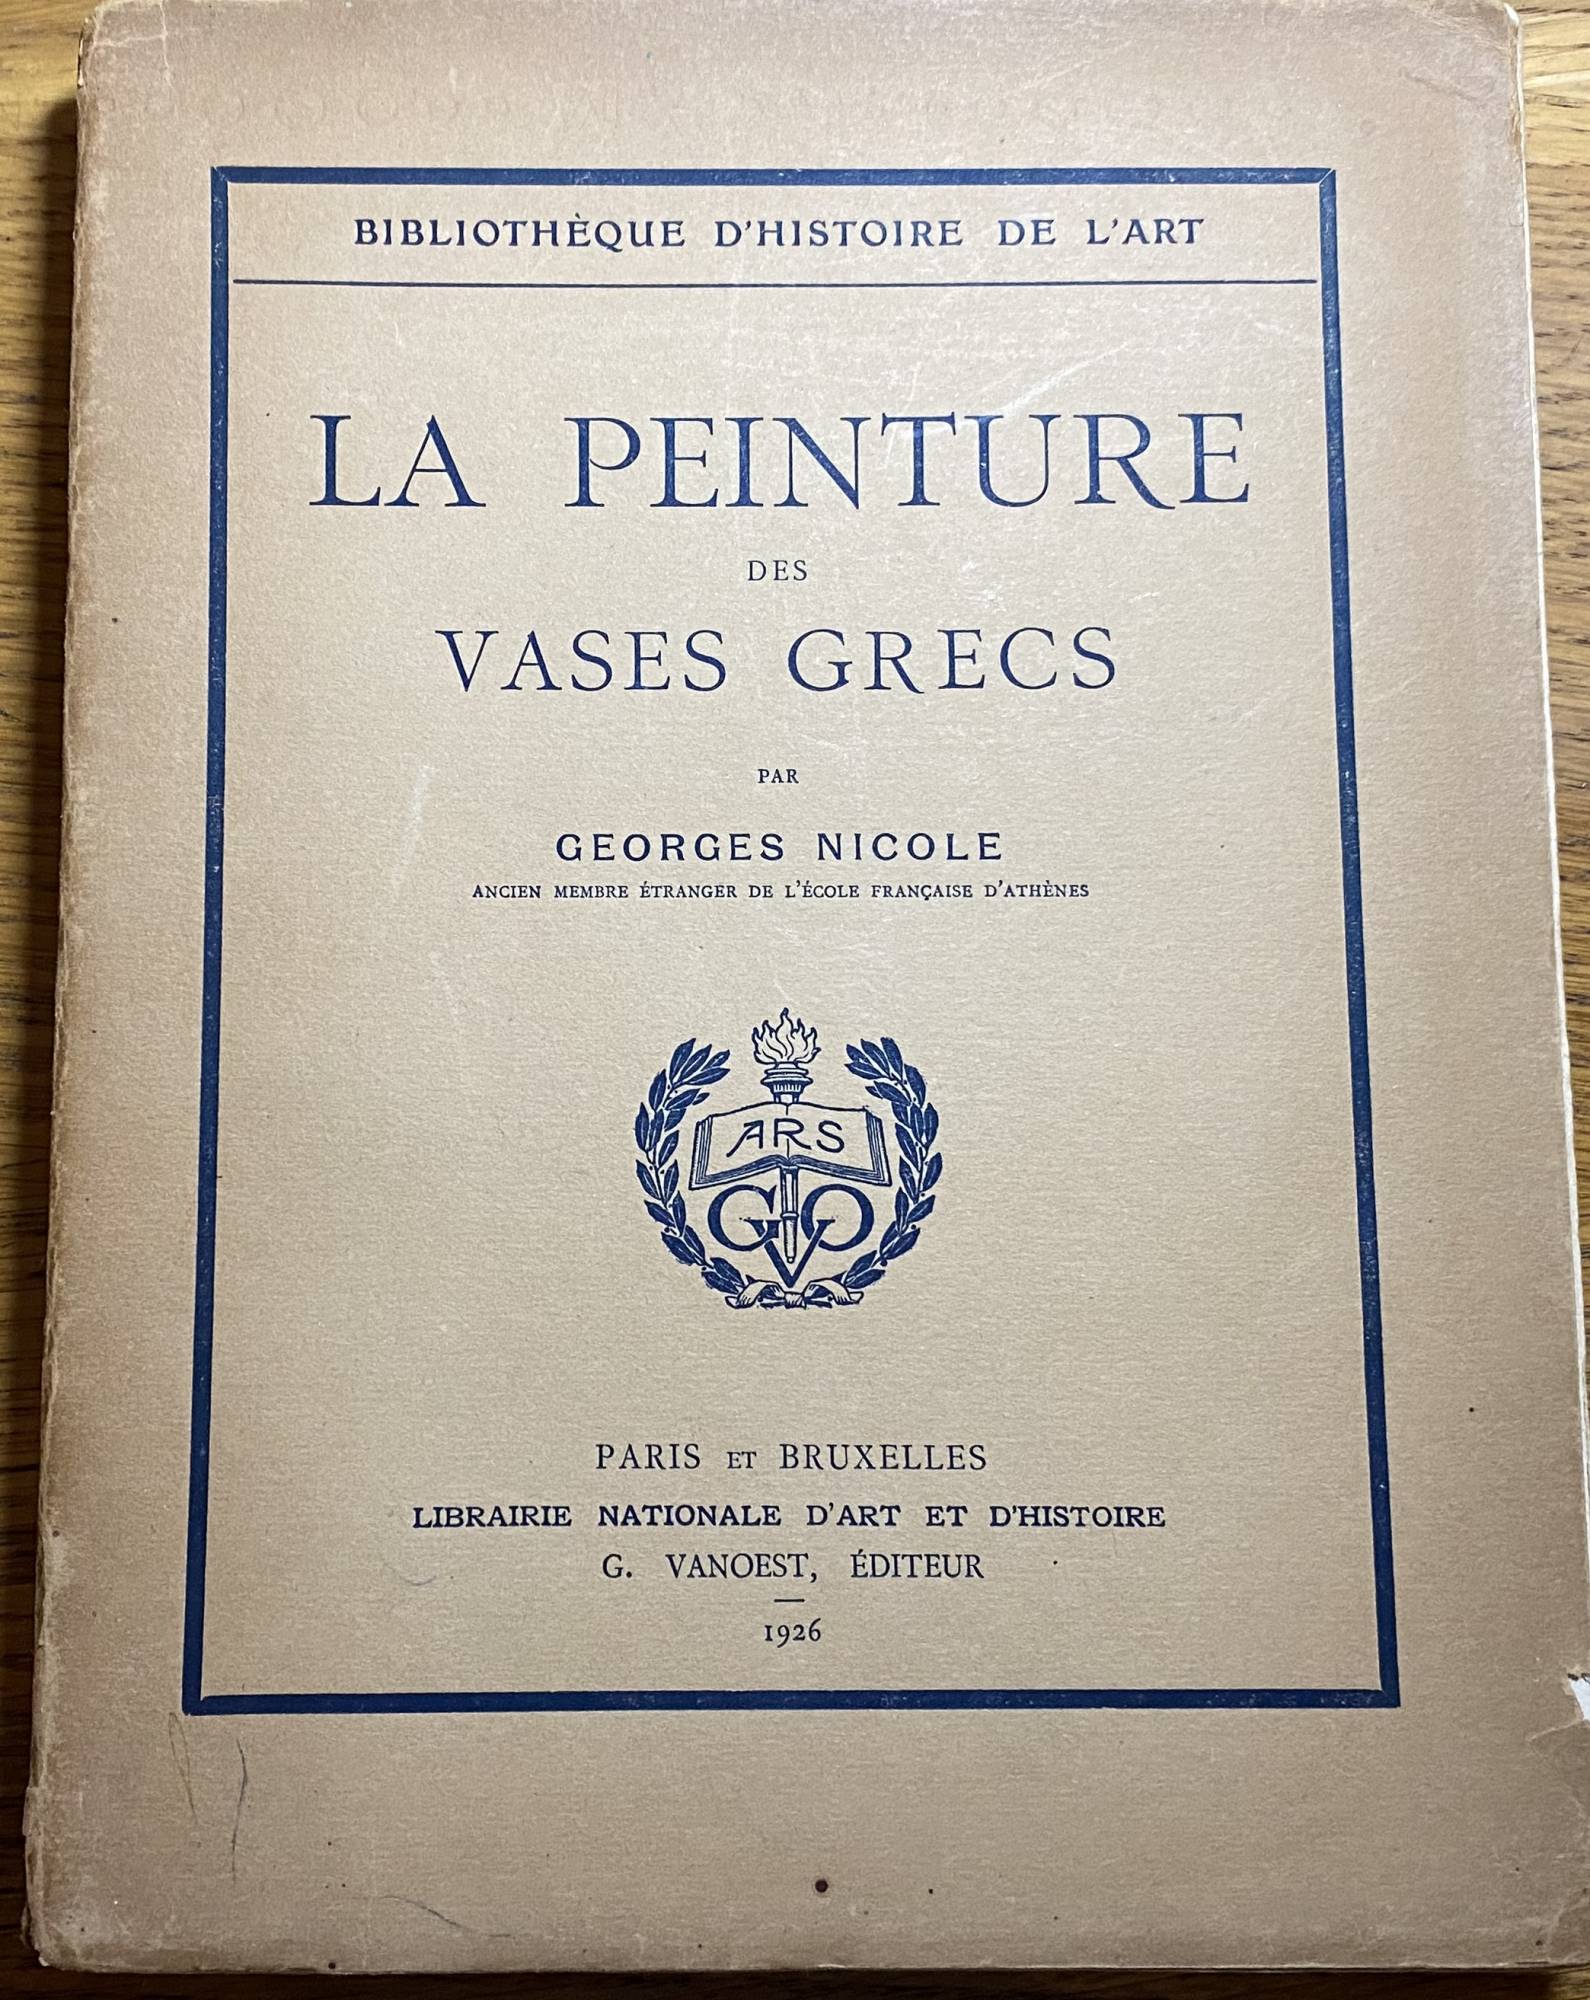 BIBLIOTHÈQUE D'HISTOIRE DE L'ART
LA PEINTURE
DES
VASES GRECS
PAR
GEORGES NICOLE
ANCIEN MEMBRE ÉTRANGER DE L'ÉCOLE FRANÇAISE D'ATHÈNES
ARS
GVO
PARIS ET BRUXELLES
LIBRAIRIE NATIONALE D'ART ET D'HISTOIRE
G. VANOEST, ÉDITEUR
1926